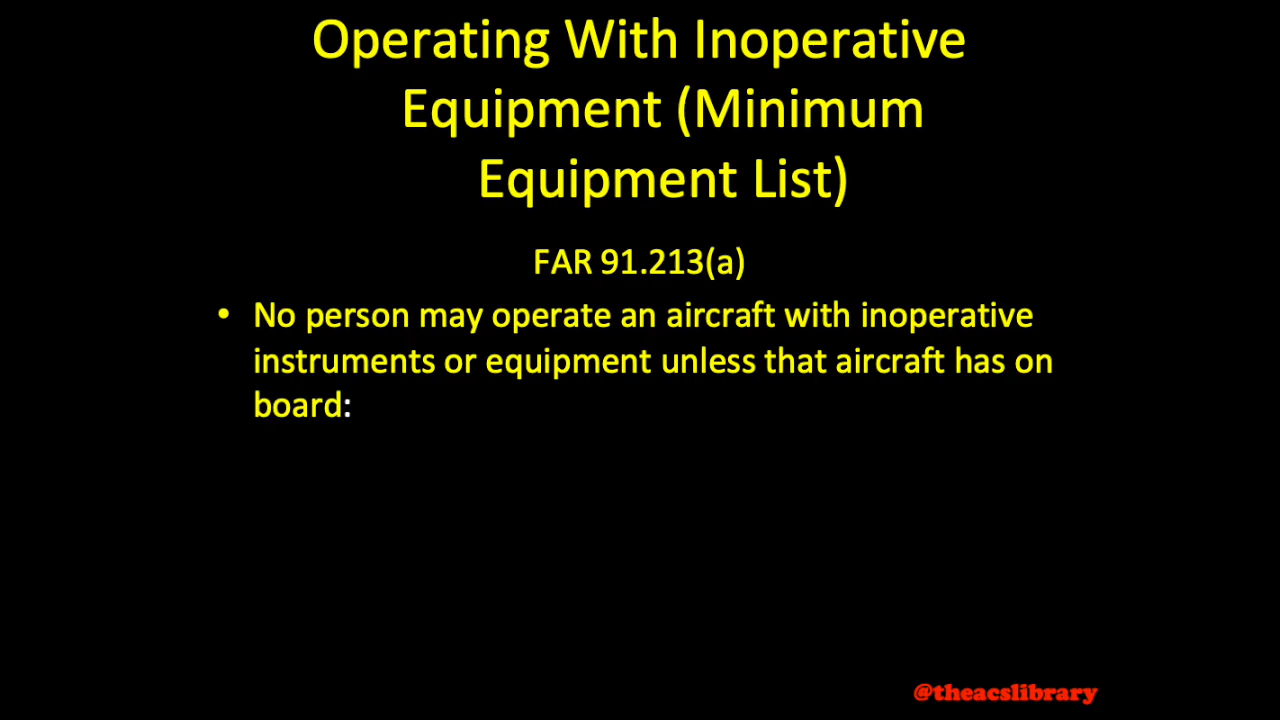 Operating With Inoperative
Equipment (Minimum
Equipment List)
FAR 91.213(a)
• No person may operate an aircraft with inoperative
instruments or equipment unless that aircraft has on
board:
@theacslibrary